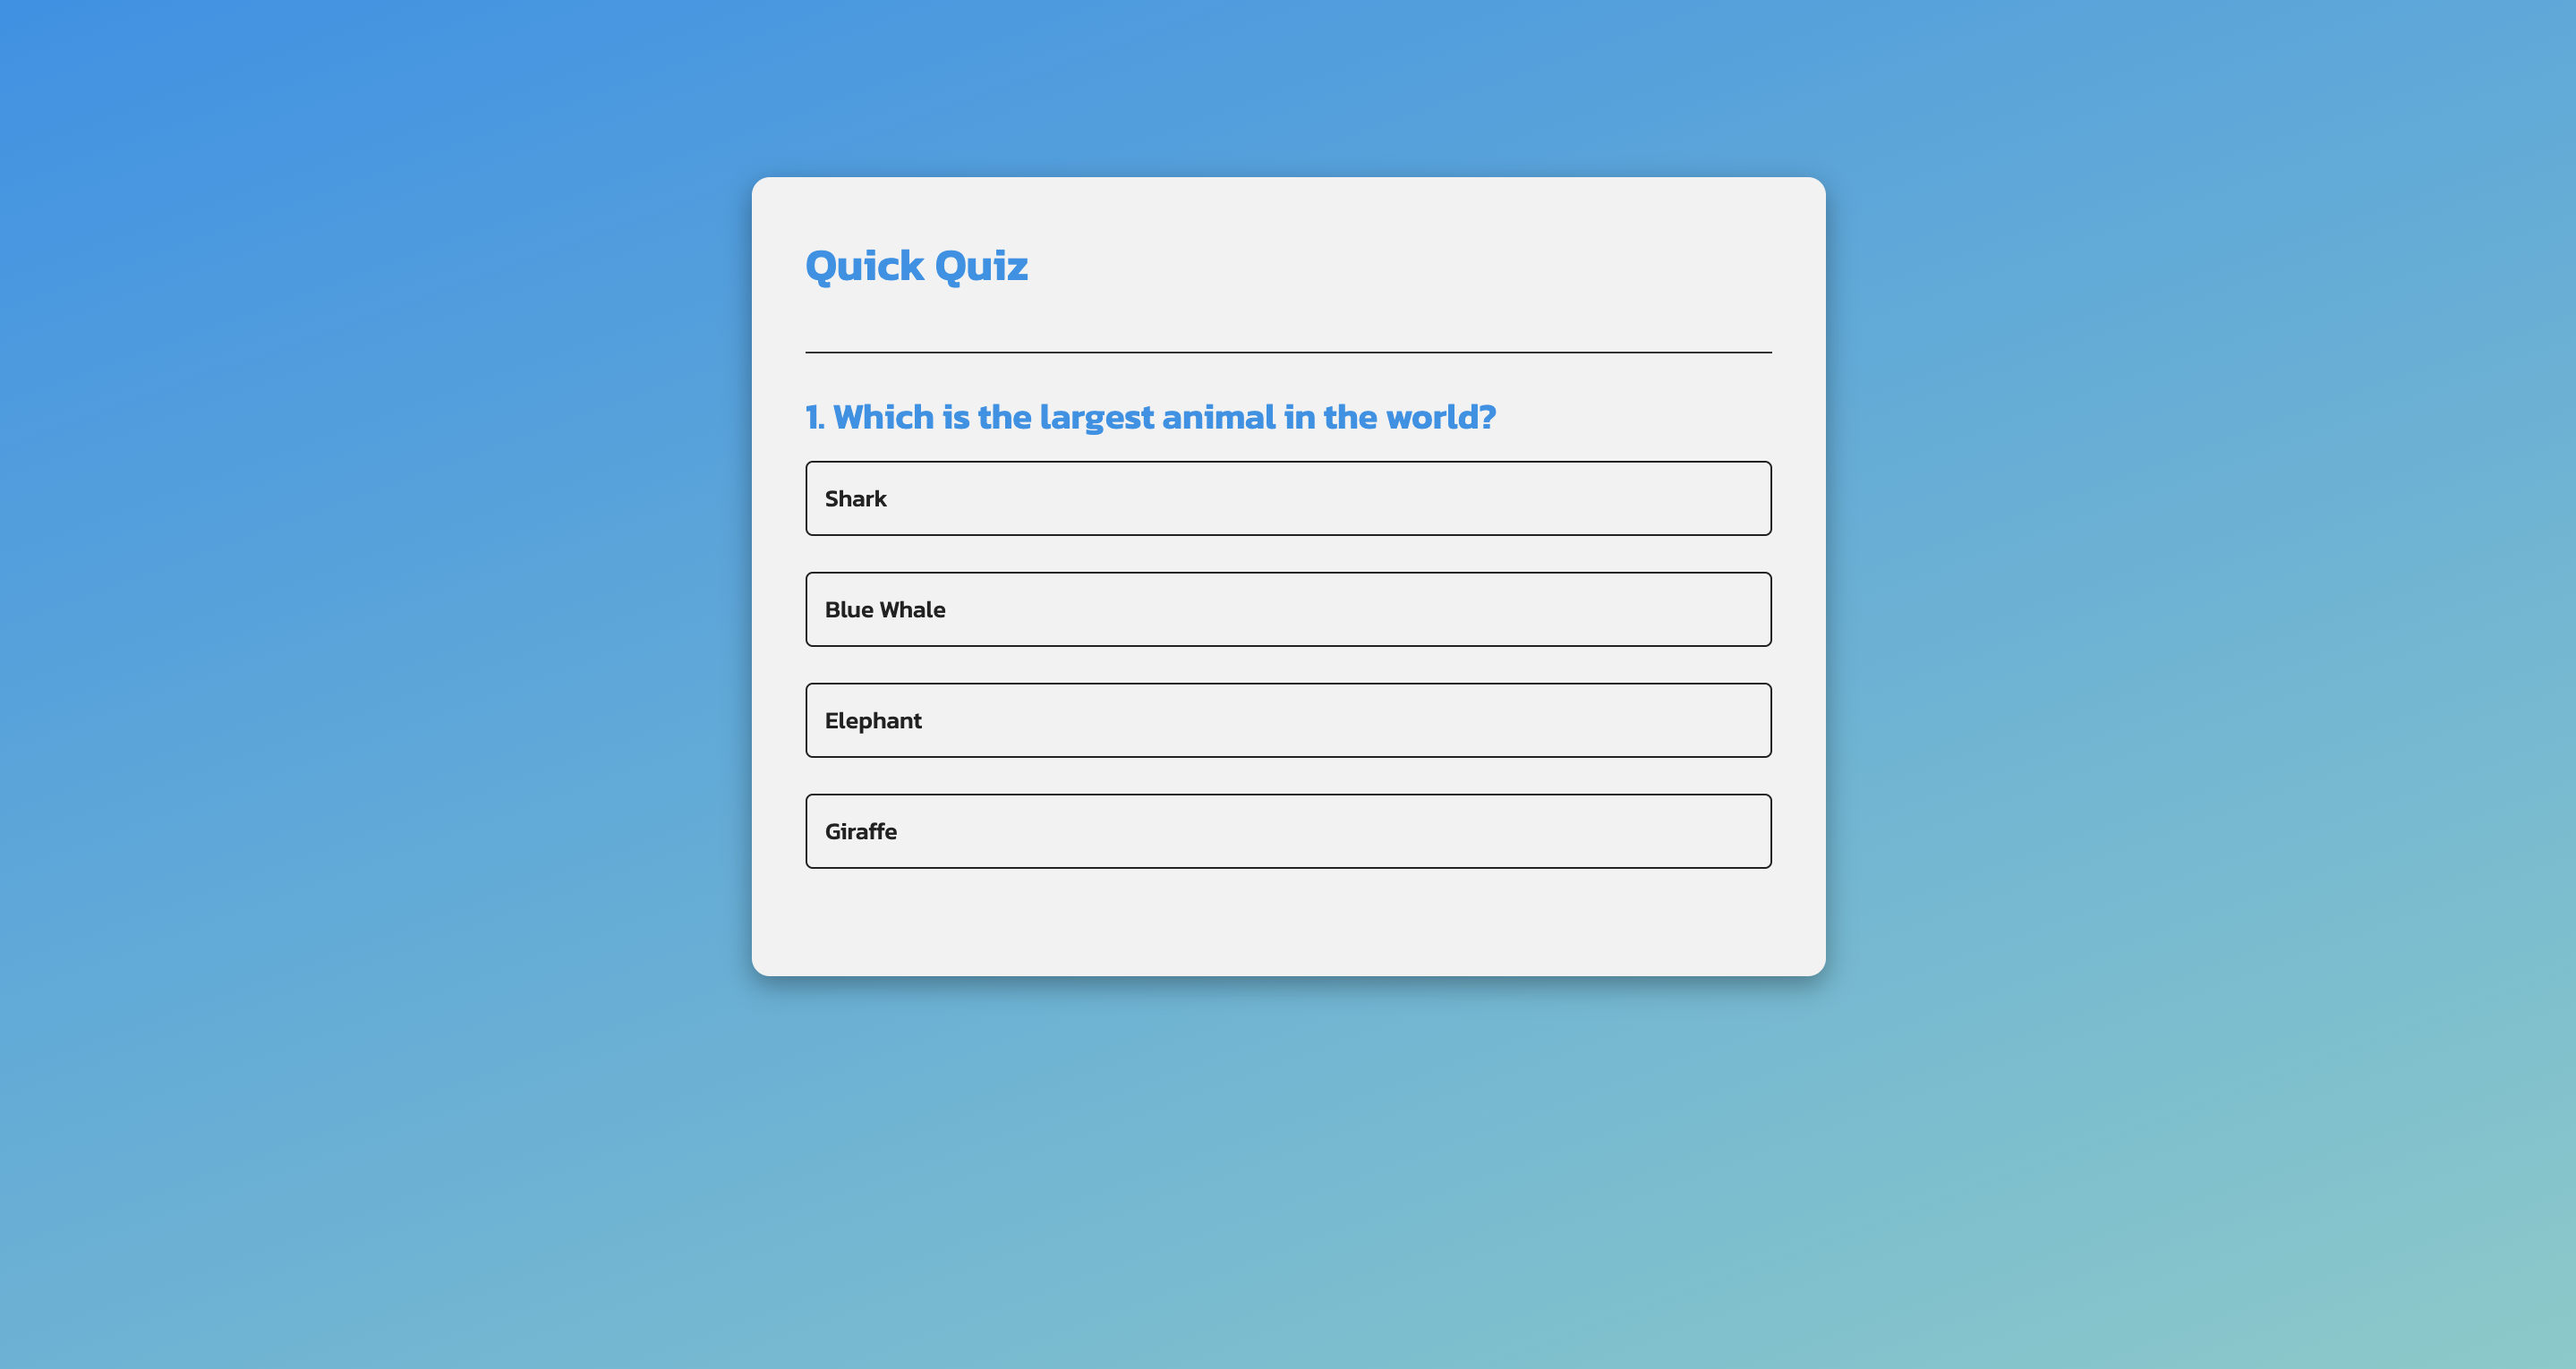 Quick Quiz
1. Which is the largest animal in the world?
Shark
Blue Whale
Elephant
Giraffe